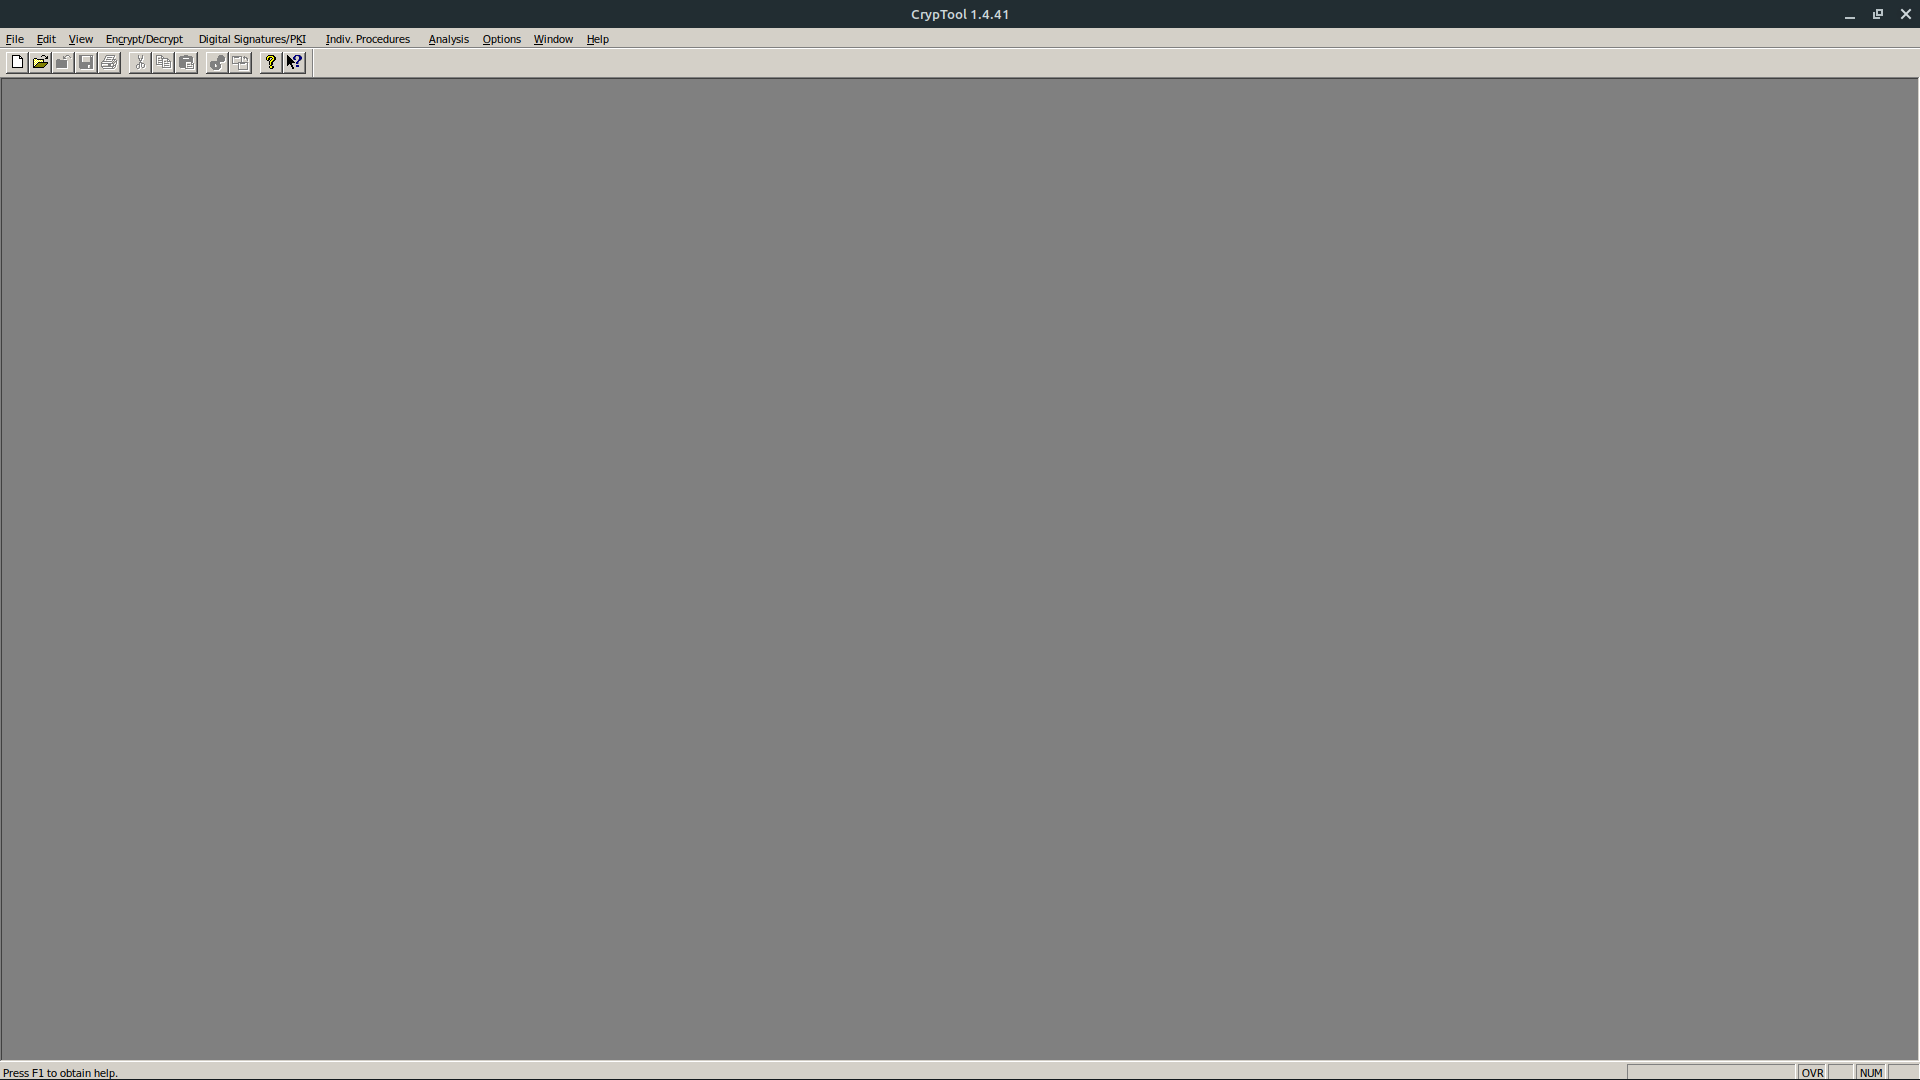 CrypTool 1.4.41
File Edit View Encrypt/Decrypt Digital Signatures/PKI Indiv. Procedures Analysis Options Window Help
Press F1 to obtain help. OVR NUM